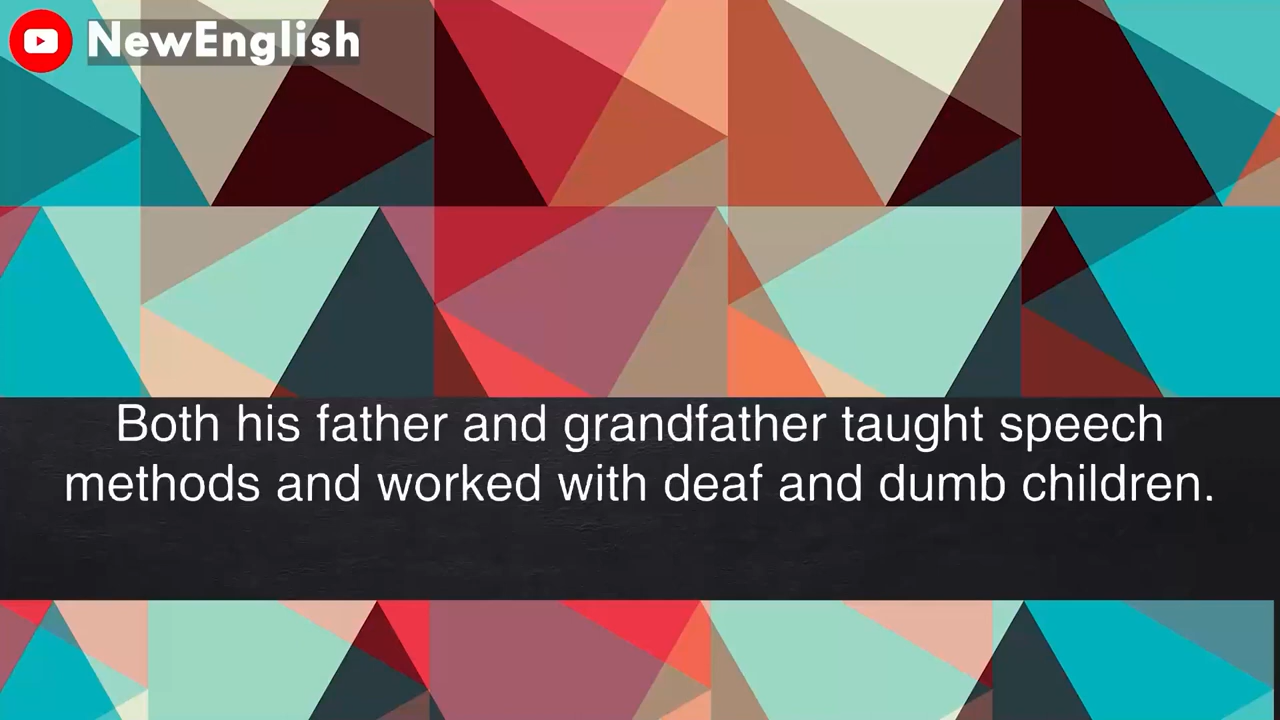 NewEnglish
Both his father and grandfather taught speech
methods and worked with deaf and dumb children.